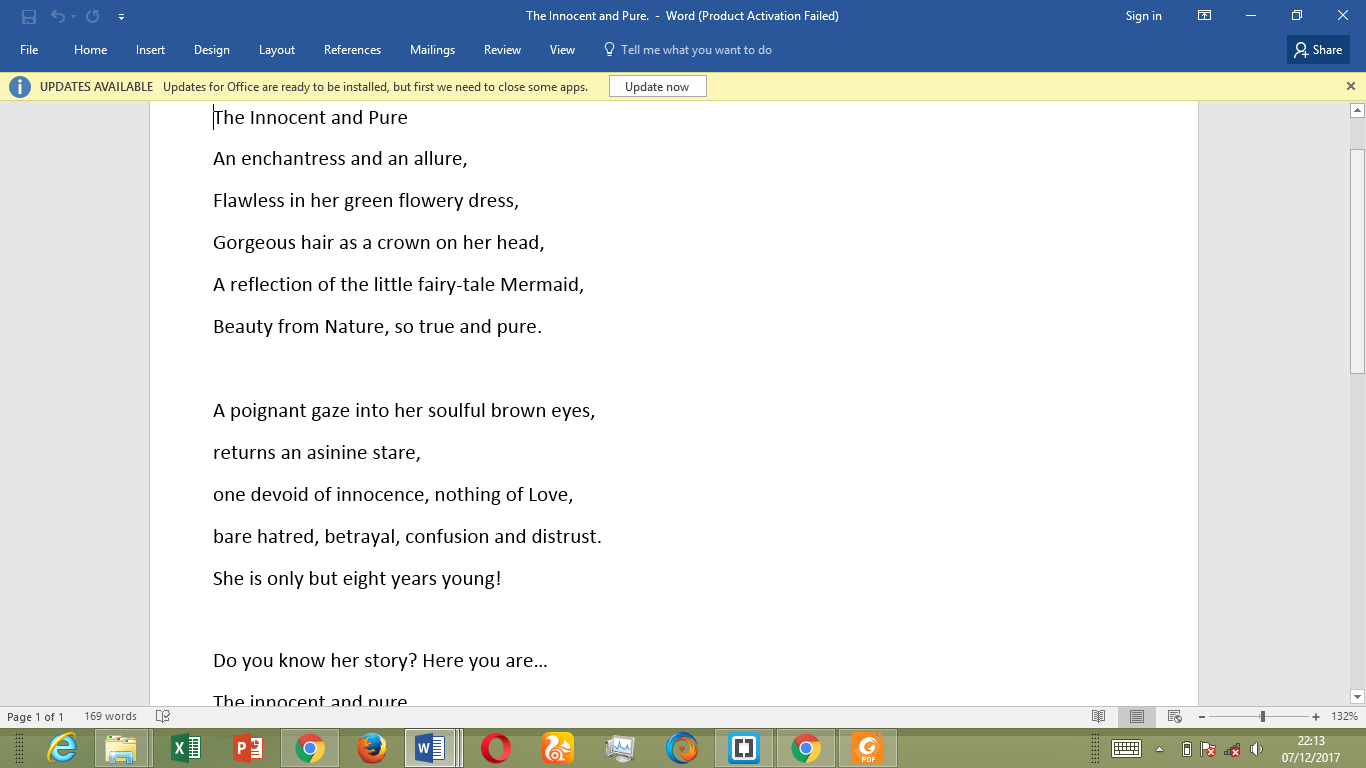 The Innocent and Pure.  -  Word (Product Activation Failed)
Sign in
File Home Insert Design Layout References Mailings Review View Tell me what you want to do Share
UPDATES AVAILABLE Updates for Office are ready to be installed, but first we need to close some apps. Update now
The Innocent and Pure
An enchantress and an allure,
Flawless in her green flowery dress,
Gorgeous hair as a crown on her head,
A reflection of the little fairy-tale Mermaid,
Beauty from Nature, so true and pure.
A poignant gaze into her soulful brown eyes,
returns an asinine stare,
one devoid of innocence, nothing of Love,
bare hatred, betrayal, confusion and distrust.
She is only but eight years young!
Do you know her story? Here you are...
The innocent and pure
Page 1 of 1 169 words 132%
PDF
22:13
07/12/2017